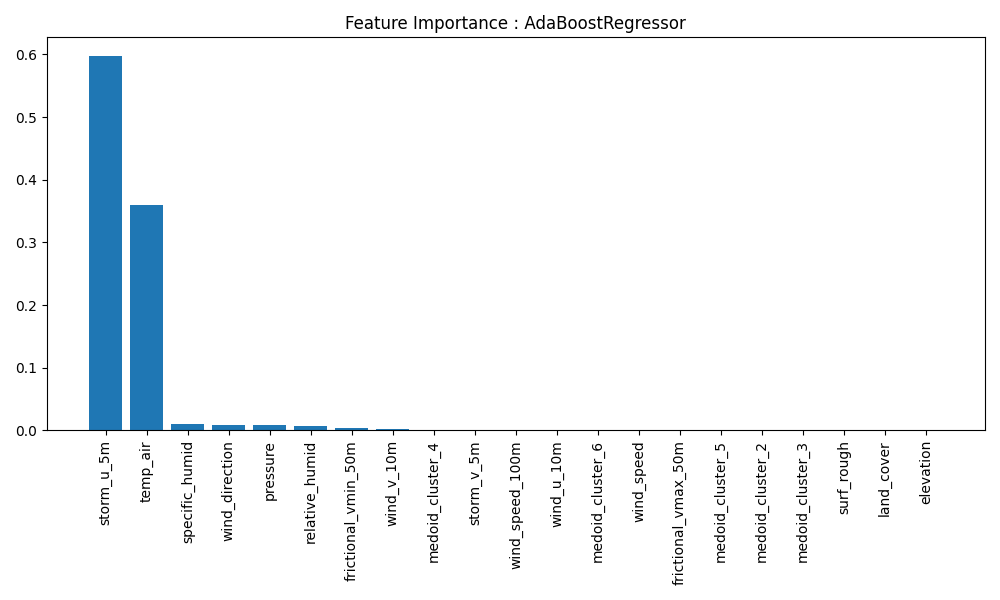 Feature Importance : AdaBoostRegressor
0.6
0.5
0.4
0.3
0.2
0.1
0.0
storm_u_5m
temp_air
specific_humid
wind_direction
pressure
relative_humid
frictional_vmin_50m
wind_v_10m
medoid_cluster_4
storm_v_5m
wind_speed_100m
wind_u_10m
medoid_cluster_6
wind_speed
frictional_vmax_50m
medoid_cluster_5
medoid_cluster_2
medoid_cluster_3
surf_rough
land_cover
elevation